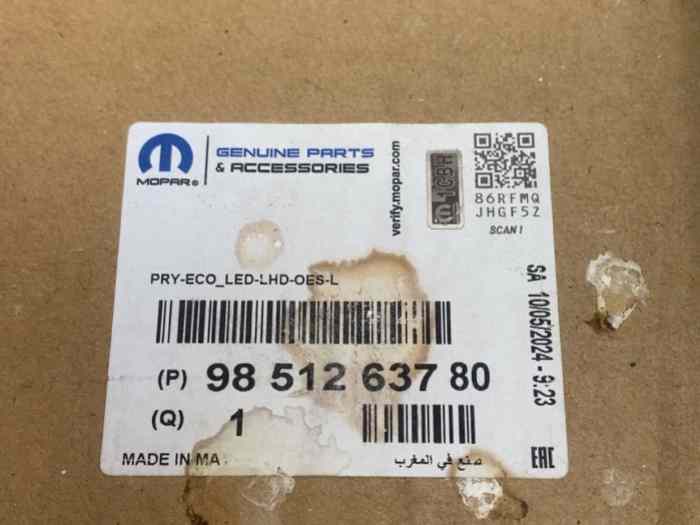 MOPAR®
GENUINE PARTS
& ACCESSORIES
verify.mopar.com
1CBH
86RFMQ
JHGF5Z
SCAN !
PRY-ECO_LED-LHD-OES-L
SA 10/05/2024 - 9:23
(P) 98 512 637 80
(Q) 1
MADE IN MA
صنع في المغرب
EAC